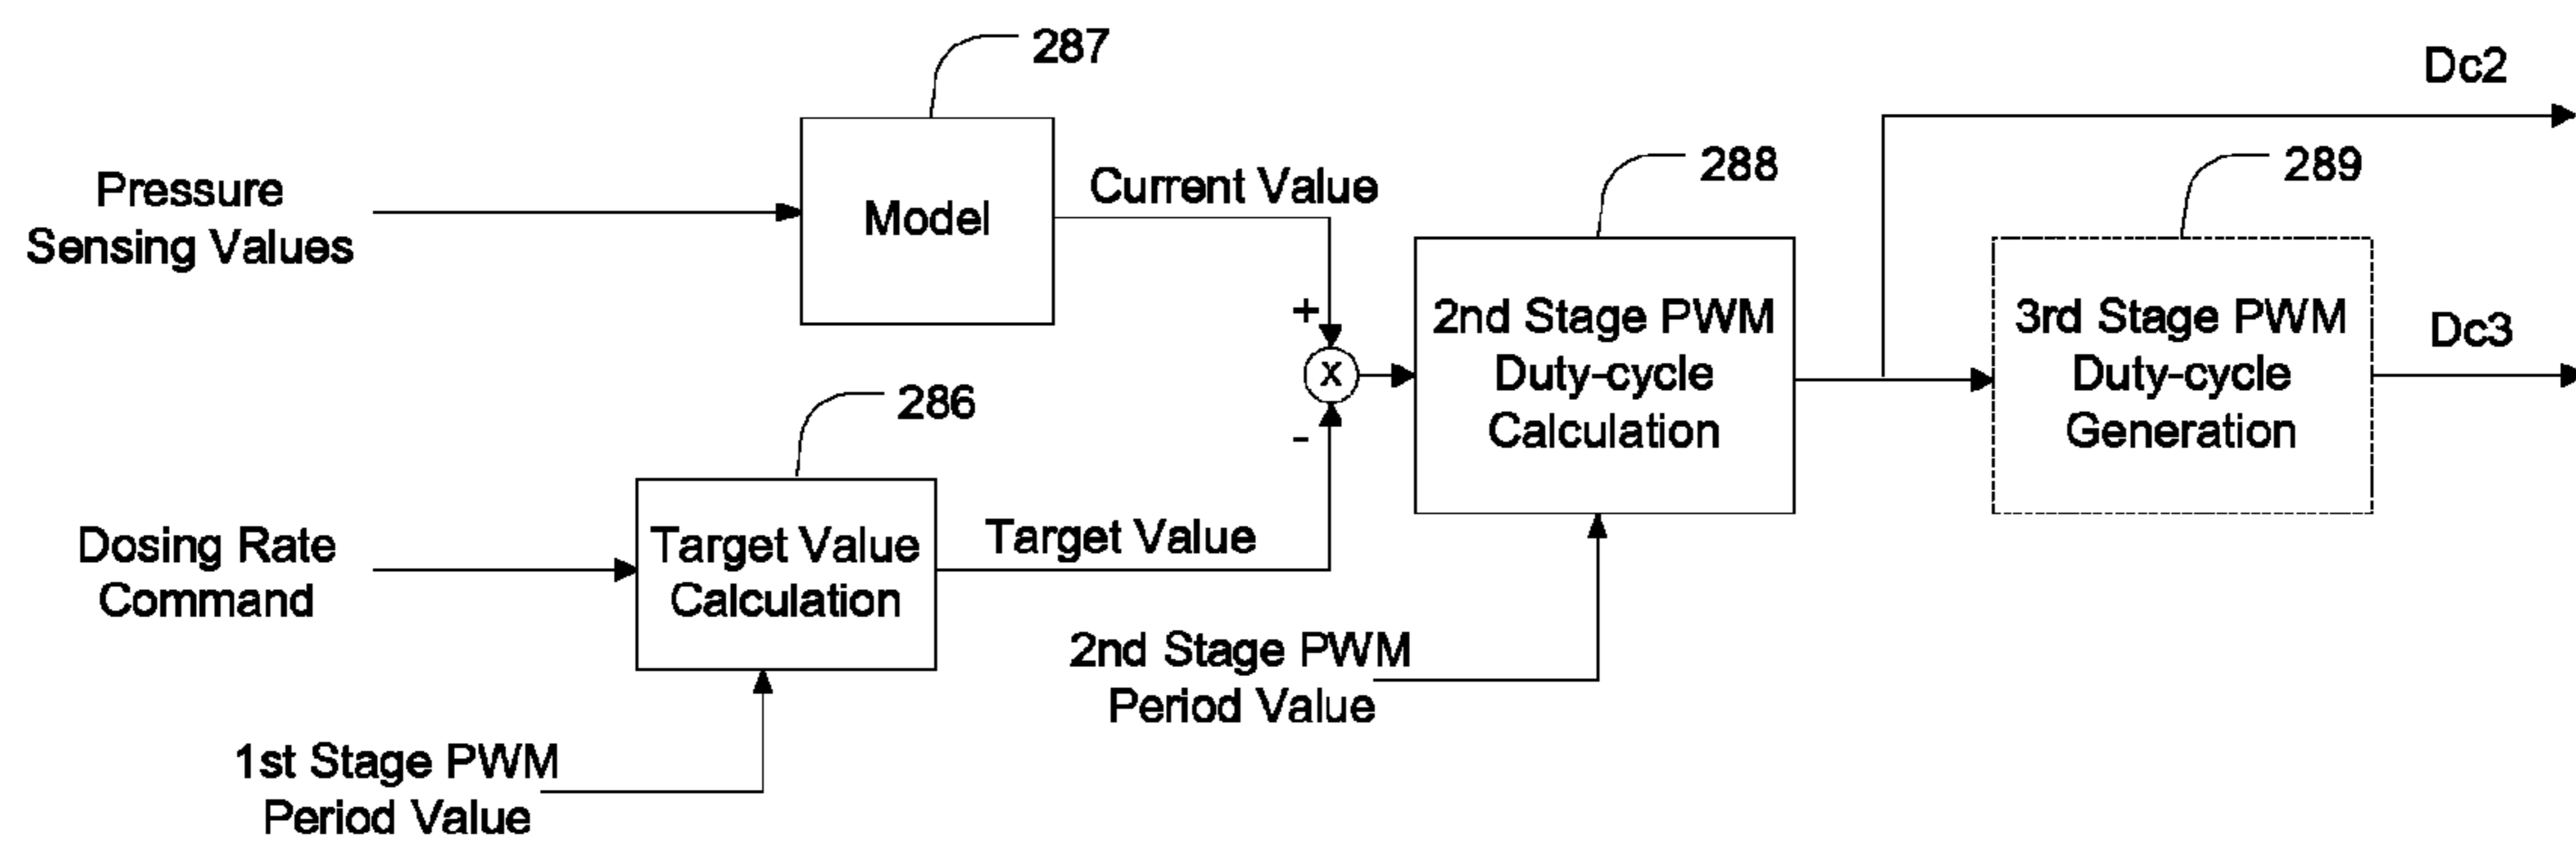 287
Dc2
Pressure
Sensing Values
Model
Current Value
288
289
+
2nd Stage PWM
Duty-cycle
Calculation
3rd Stage PWM
Duty-cycle
Generation
Dc3
X
-
286
Dosing Rate
Command
Target Value
Calculation
Target Value
2nd Stage PWM
Period Value
1st Stage PWM
Period Value